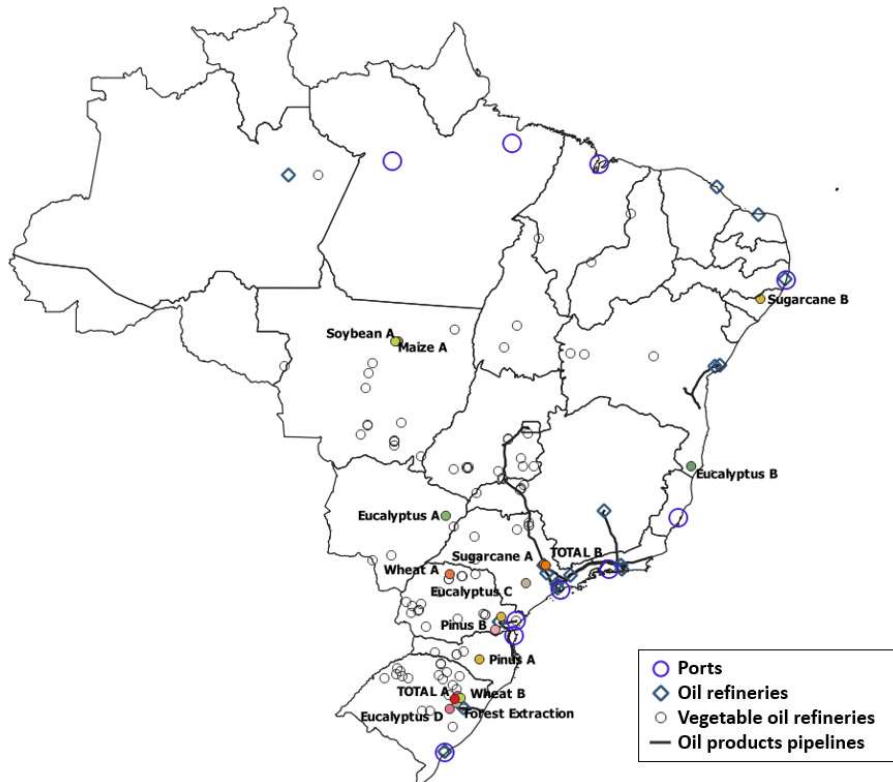 Sugarcane B
Soybean A
Maize A
Eucalyptus B
Eucalyptus A
Sugarcane A
TOTAL B
Wheat A
Eucalyptus C
Pinus B
Pinus A
TOTAL A
Wheat B
Eucalyptus D
Forest Extraction
Ports
Oil refineries
Vegetable oil refineries
Oil products pipelines